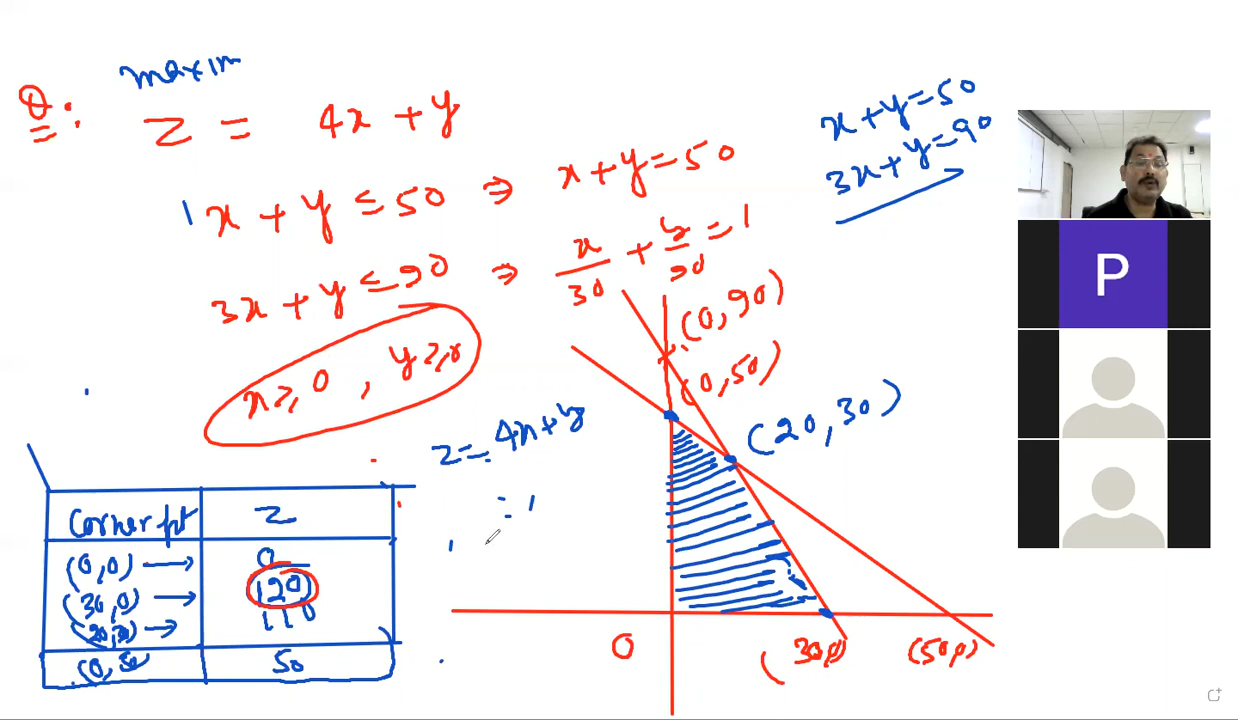 maxim
Q: Z = 4x + y
x + y ≤ 50 ⇒ x + y = 50
3x + y ≤ 90 ⇒ x/30 + y/90 = 1
x ≥ 0 , y ≥ 0
x + y = 50
3x + y = 90
(0, 90)
(0, 50)
(20, 30)
Z = 4x + y
= 1
Corner pt Z
(0, 0) → 0
(30, 0) → 120
(20, 30) → 110
(0, 50) 50
0 (30, 0) (50, 0)
P